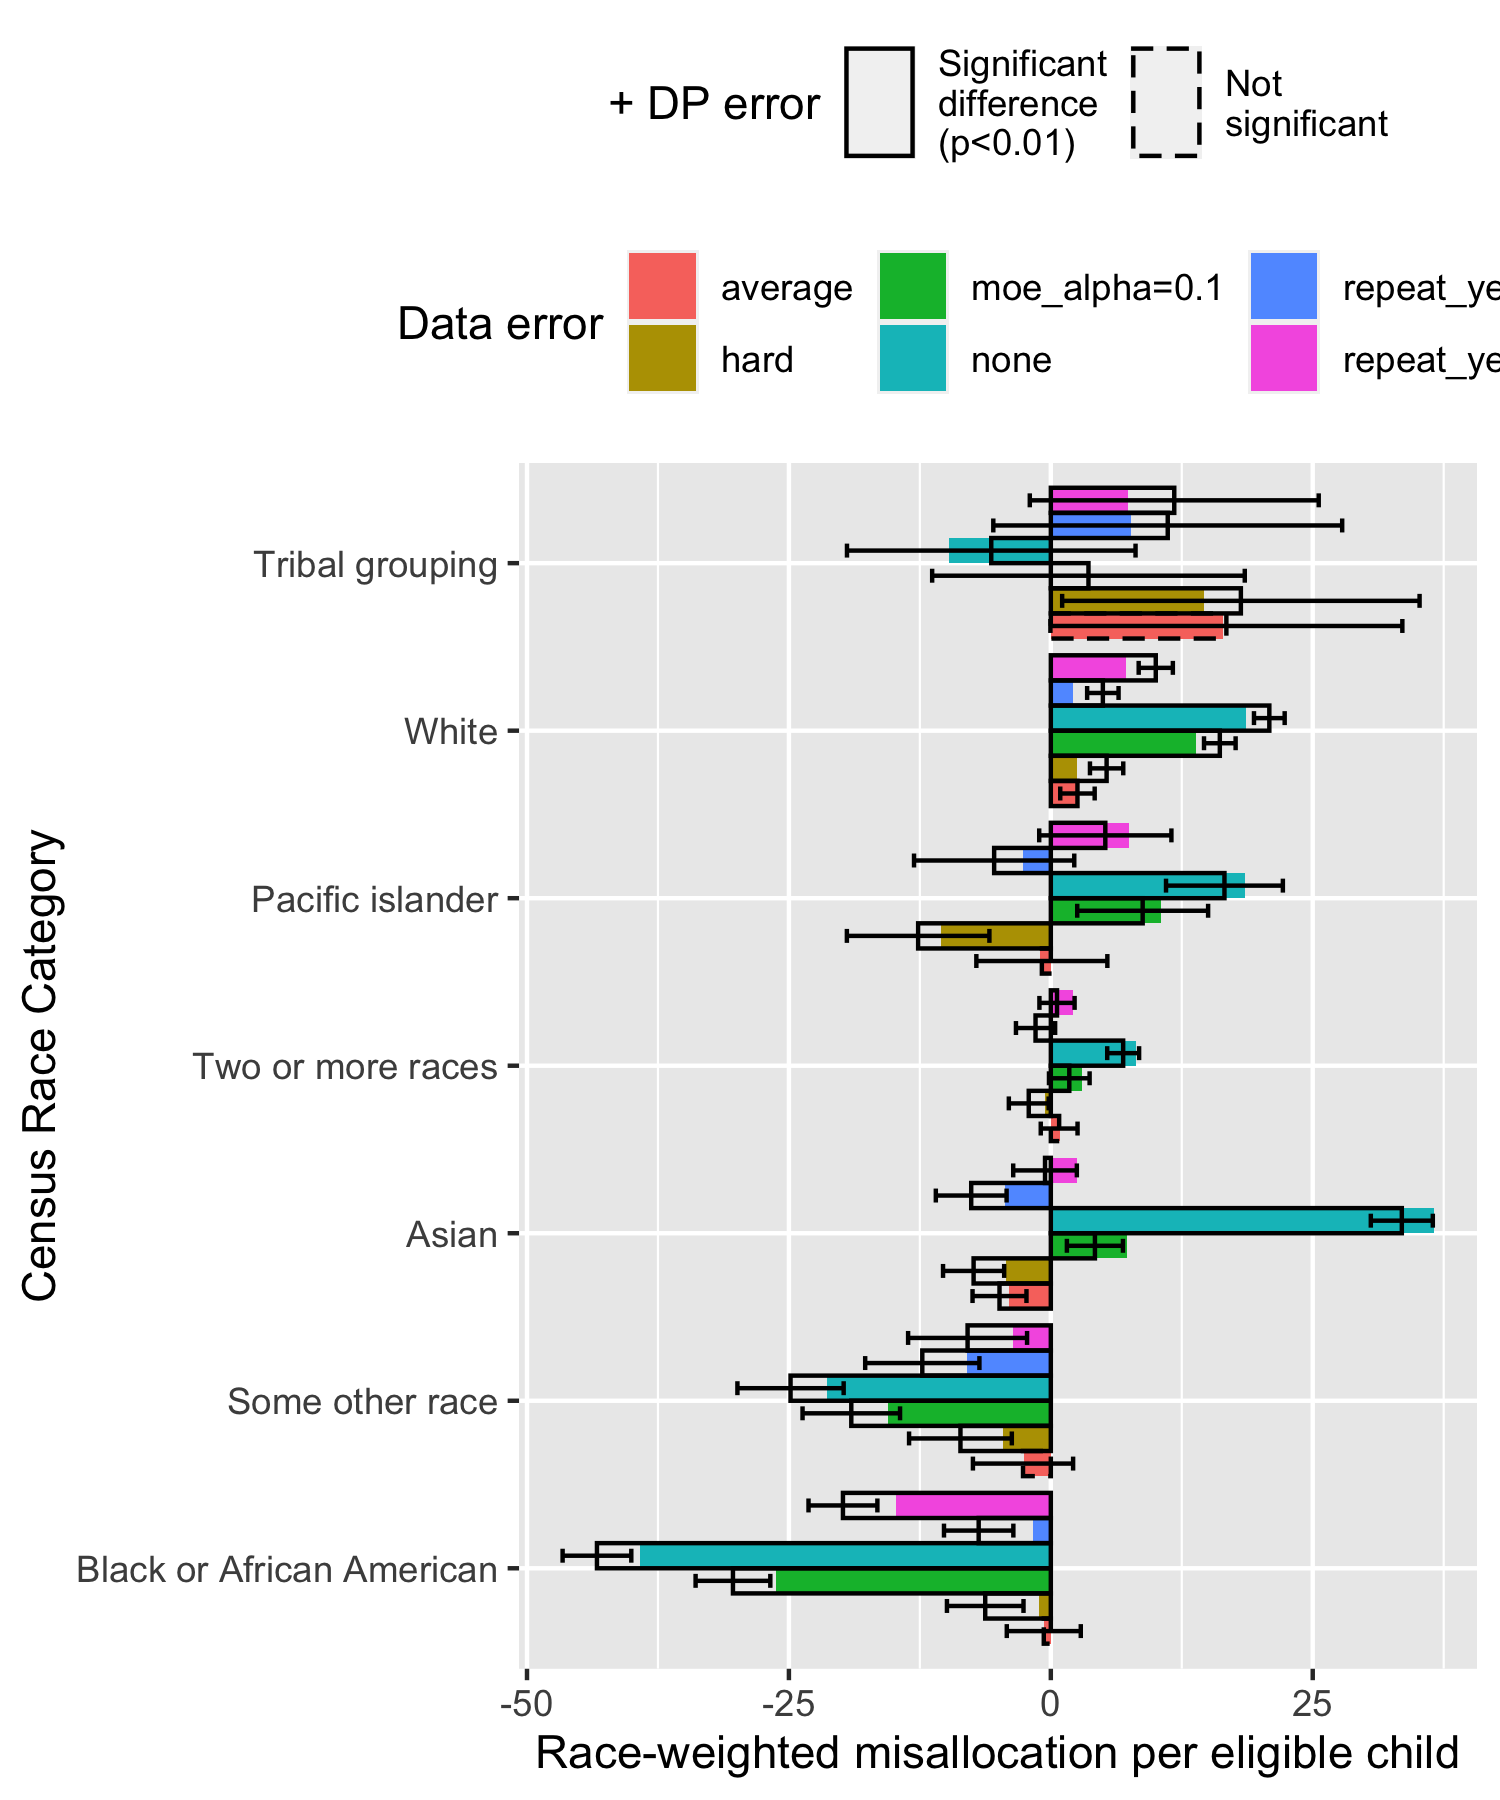 + DP error
Significant
difference
(p<0.01)
Not
significant
Data error
average
moe_alpha=0.1
repeat_ye
hard
none
repeat_ye
Census Race Category
Tribal grouping
White
Pacific islander
Two or more races
Asian
Some other race
Black or African American
-50
-25
0
25
Race-weighted misallocation per eligible child